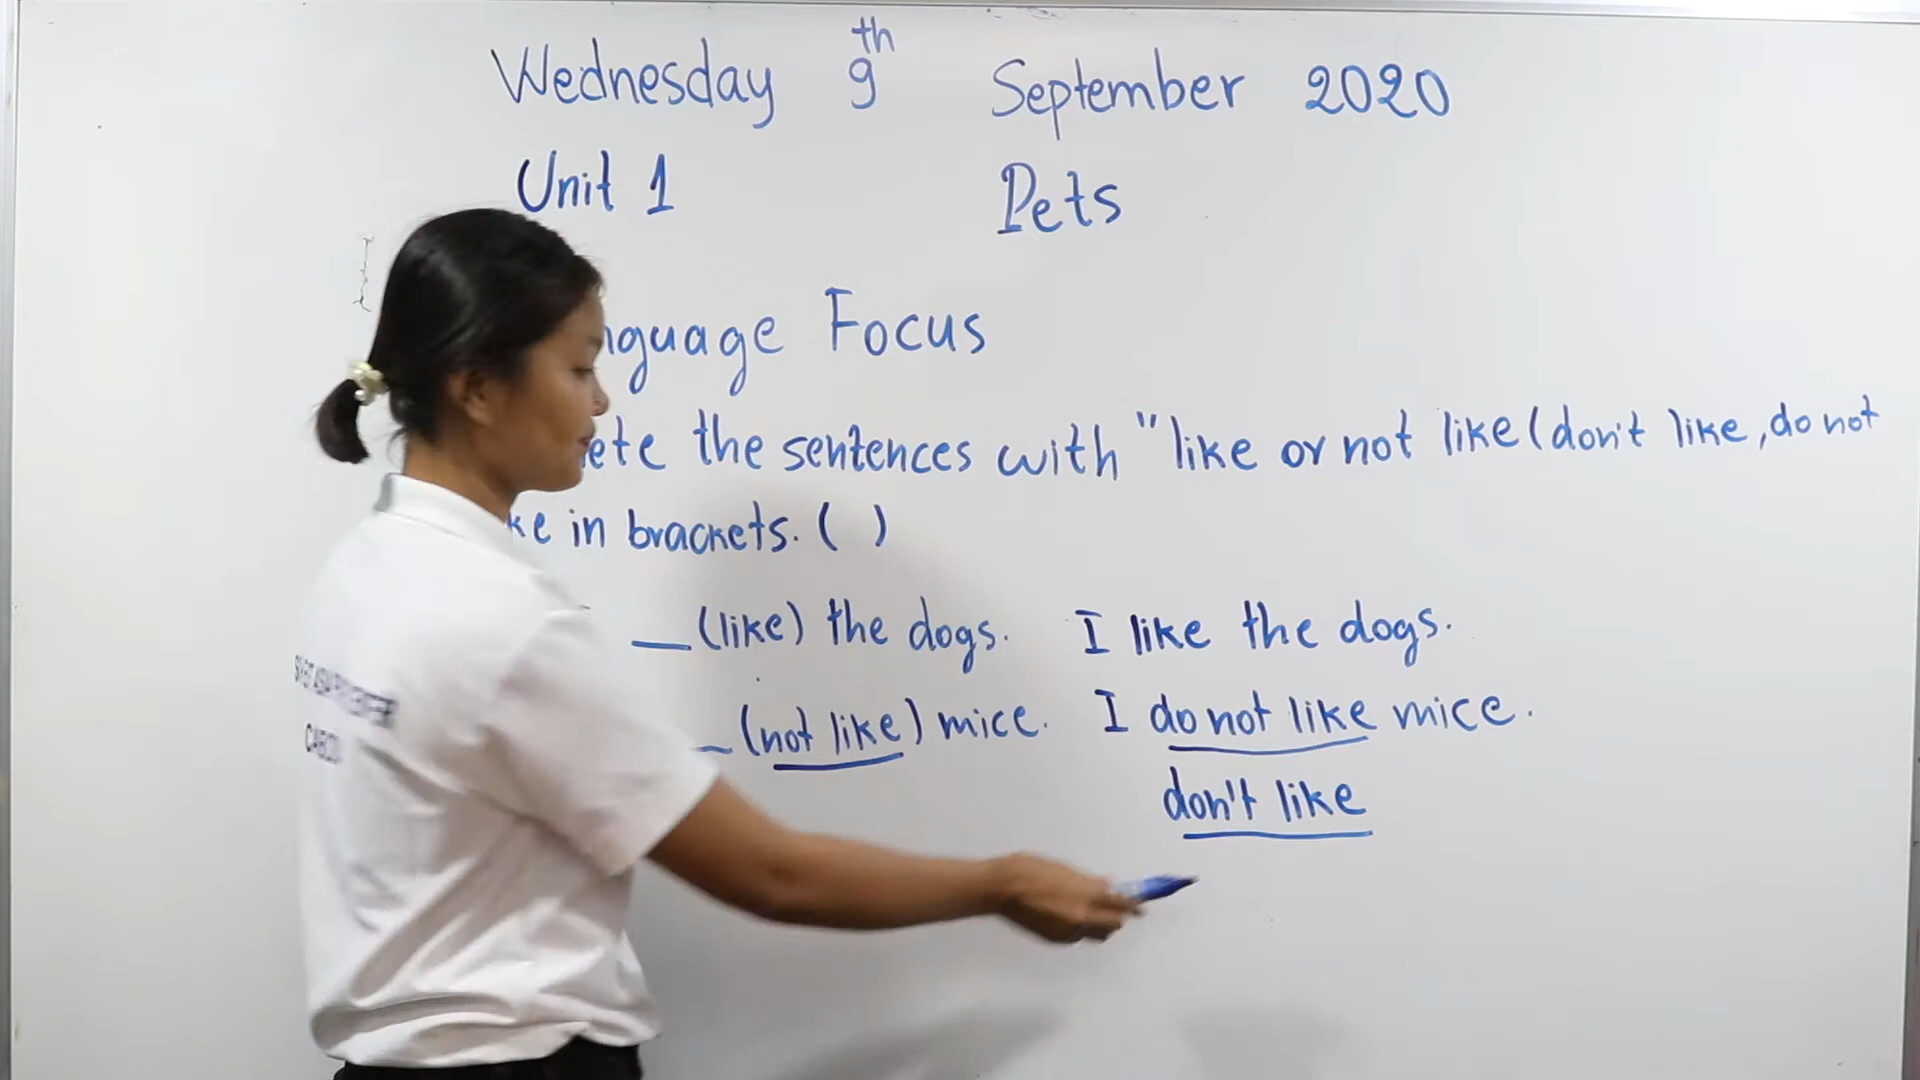 Wednesday 9th September 2020
Unit 1 Pets
nguage Focus
ete the sentences with "like or not like (don't like, do not
ke in brackets. ( )
__ (like) the dogs. I like the dogs.
_ (not like) mice. I do not like mice.
don't like